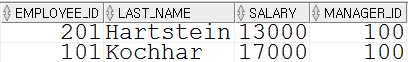 EMPLOYEE_ID LAST_NAME SALARY MANAGER_ID
201 Hartstein 13000 100
101 Kochhar 17000 100